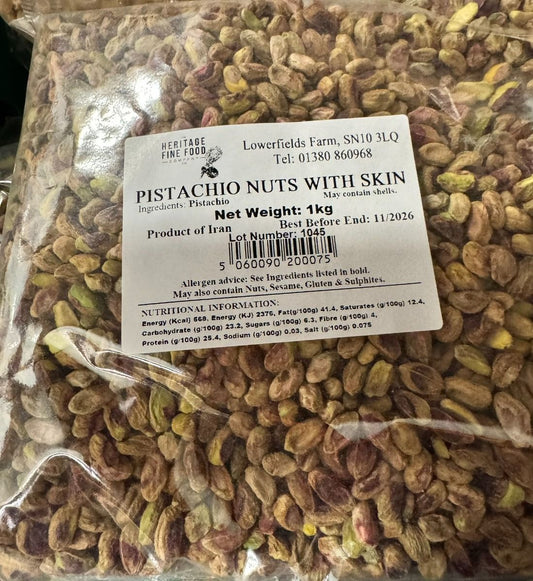 THE
HERITAGE
FINE FOOD
COMPANY
Lowerfields Farm, SN10 3LQ
Tel: 01380 860968
PISTACHIO NUTS WITH SKIN
Ingredients: Pistachio
May contain shells.
Net Weight: 1kg
Product of Iran
Best Before End: 11/2026
Lot Number: 1045
5 060090 200075
Allergen advice: See Ingredients listed in bold.
May also contain Nuts, Sesame, Gluten & Sulphites.
NUTRITIONAL INFORMATION:
Energy (Kcal) 568, Energy (KJ) 2376, Fat(g/100g) 41.4, Saturates (g/100g) 12.4,
Carbohydrate (g/100g) 23.2, Sugars (g/100g) 6.3, Fibre (g/100g) 4,
Protein (g/100g) 25.4, Sodium (g/100g) 0.03, Salt (g/100g) 0.075